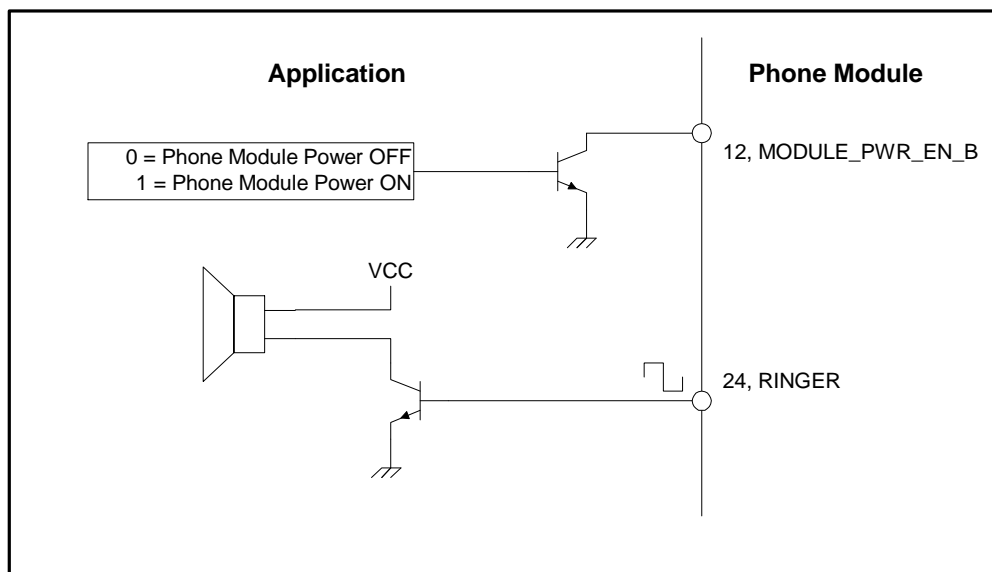 Application
Phone Module
0 = Phone Module Power OFF
1 = Phone Module Power ON
12, MODULE_PWR_EN_B
VCC
24, RINGER